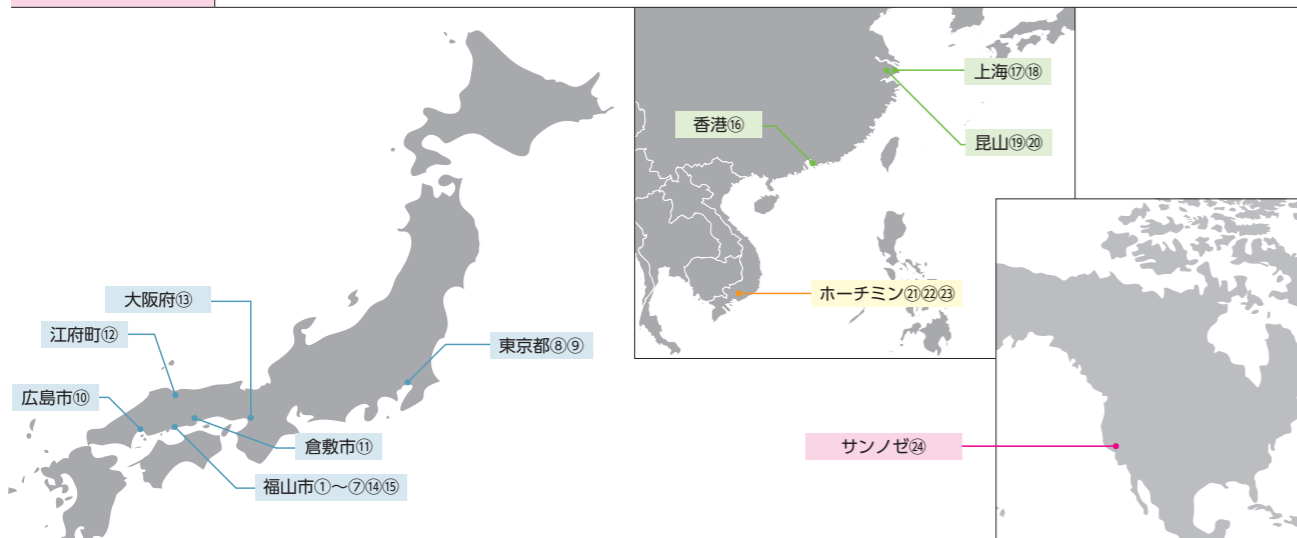 上海⑰⑱
香港⑯
昆山⑲⑳
大阪府⑬
ホーチミン㉑㉒㉓
江府町⑫
東京都⑧⑨
広島市⑩
倉敷市⑪
サンノゼ㉔
福山市①〜⑦⑭⑮